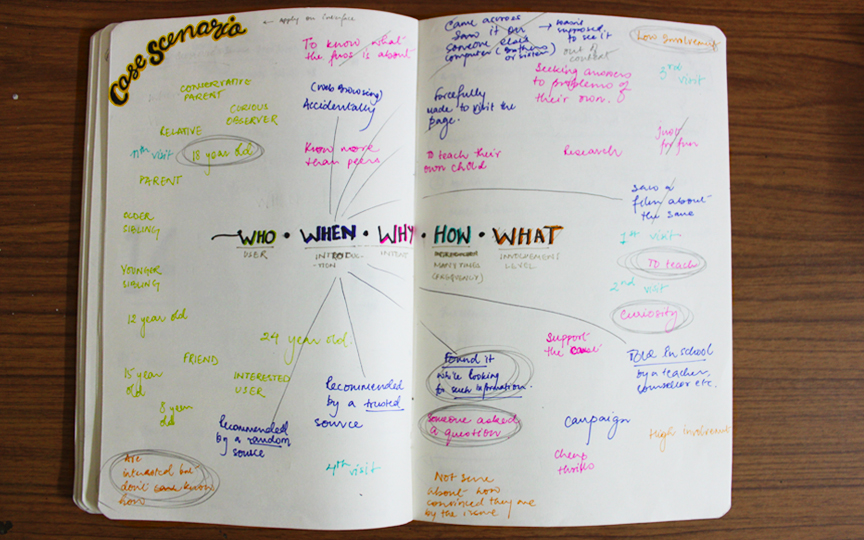 Case Scenario
apply on interface
To know what
the fuss is about
(web browsing)
Accidentally
CONSERVATIVE
PARENT
CURIOUS
OBSERVER
RELATIVE
nth visit
18 year old
Know more
than peers
PARENT
OLDER
SIBLING
WHO • WHEN • WHY • HOW • WHAT
USER
INTRODUC
-TION
INTENT
MEETINGS
(FREQUENCY)
INVOLVEMENT
LEVEL
YOUNGER
SIBLING
12 year old
24 year old
FRIEND
15 year
old
INTERESTED
USER
8 year
old
Recommended
by a trusted
source
Recommended
by a random
source
Are
interested but
don't know
how
4th visit
Came across
Saw it on
someone else's
computer (brothers
or sisters)
wasn't
supposed
to see it
out of
context
low involvement
Seeking answers
to problems of
their own.
3rd
visit
Forcefully
made to visit the
page.
To teach their
own child
Research
just
for fun
Saw a
film about
the same
1st visit
To teach
2nd
visit
Curiosity
Support
the cause
Found it
while looking
for such information.
Told in school
by a teacher,
counselor etc.
Someone asked
a question
Campaign
High involvement
Cheap
thrills
Not sure
about how
convinced they are
by the issue